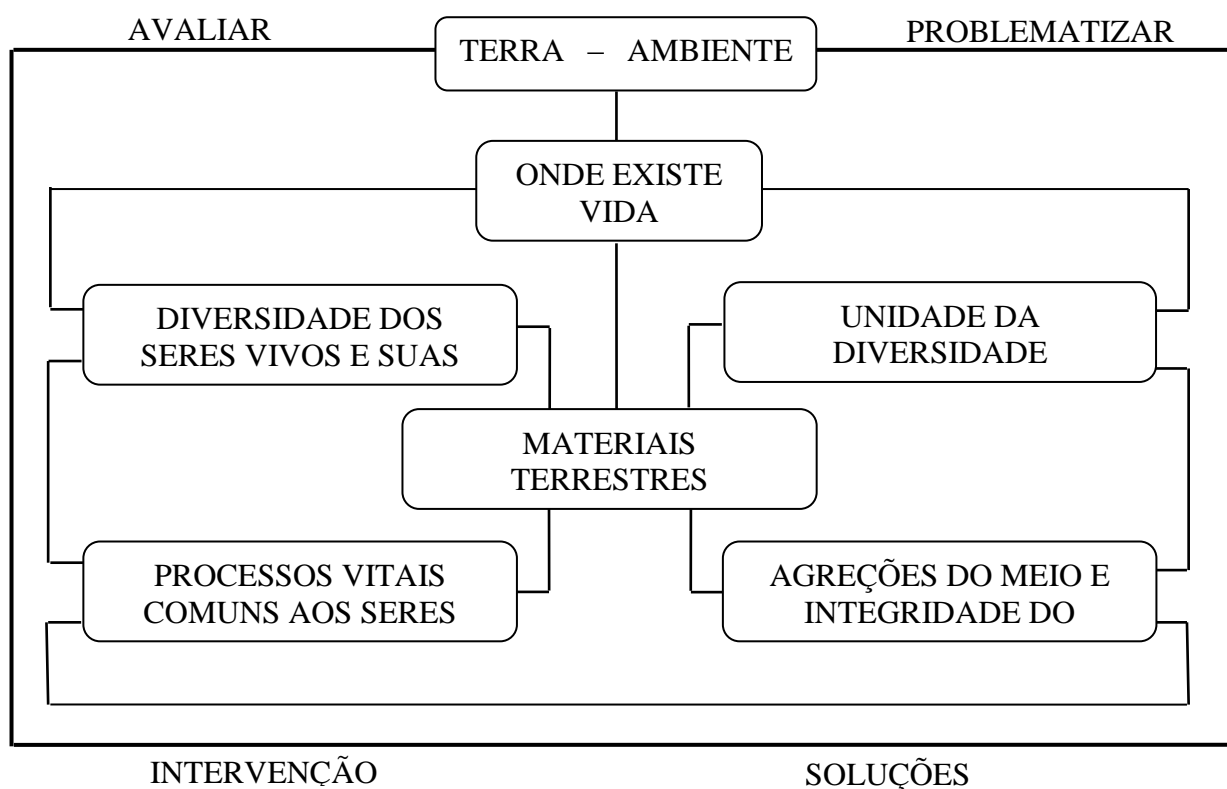 AVALIAR
PROBLEMATIZAR
TERRA – AMBIENTE
ONDE EXISTE
VIDA
DIVERSIDADE DOS
SERES VIVOS E SUAS
UNIDADE DA
DIVERSIDADE
MATERIAIS
TERRESTRES
PROCESSOS VITAIS
COMUNS AOS SERES
AGREÇÕES DO MEIO E
INTEGRIDADE DO
INTERVENÇÃO
SOLUÇÕES